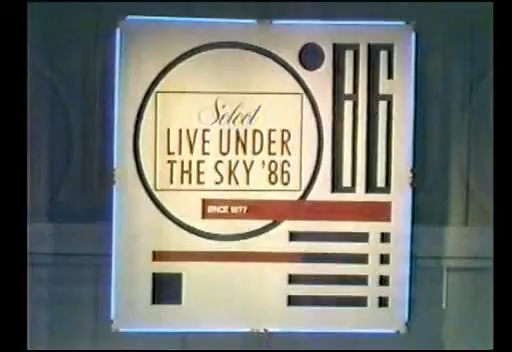 '86
Select
LIVE UNDER
THE SKY '86
SINCE 1977